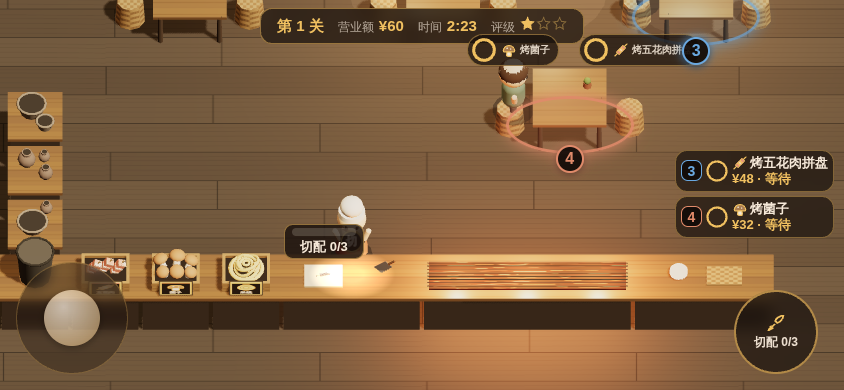 第 1 关 营业额 ¥60 时间 2:23 评级
烤菌子
烤五花肉拼
3
4
3 烤五花肉拼盘
¥48 · 等待
4 烤菌子
¥32 · 等待
切配 0/3
切配 0/3